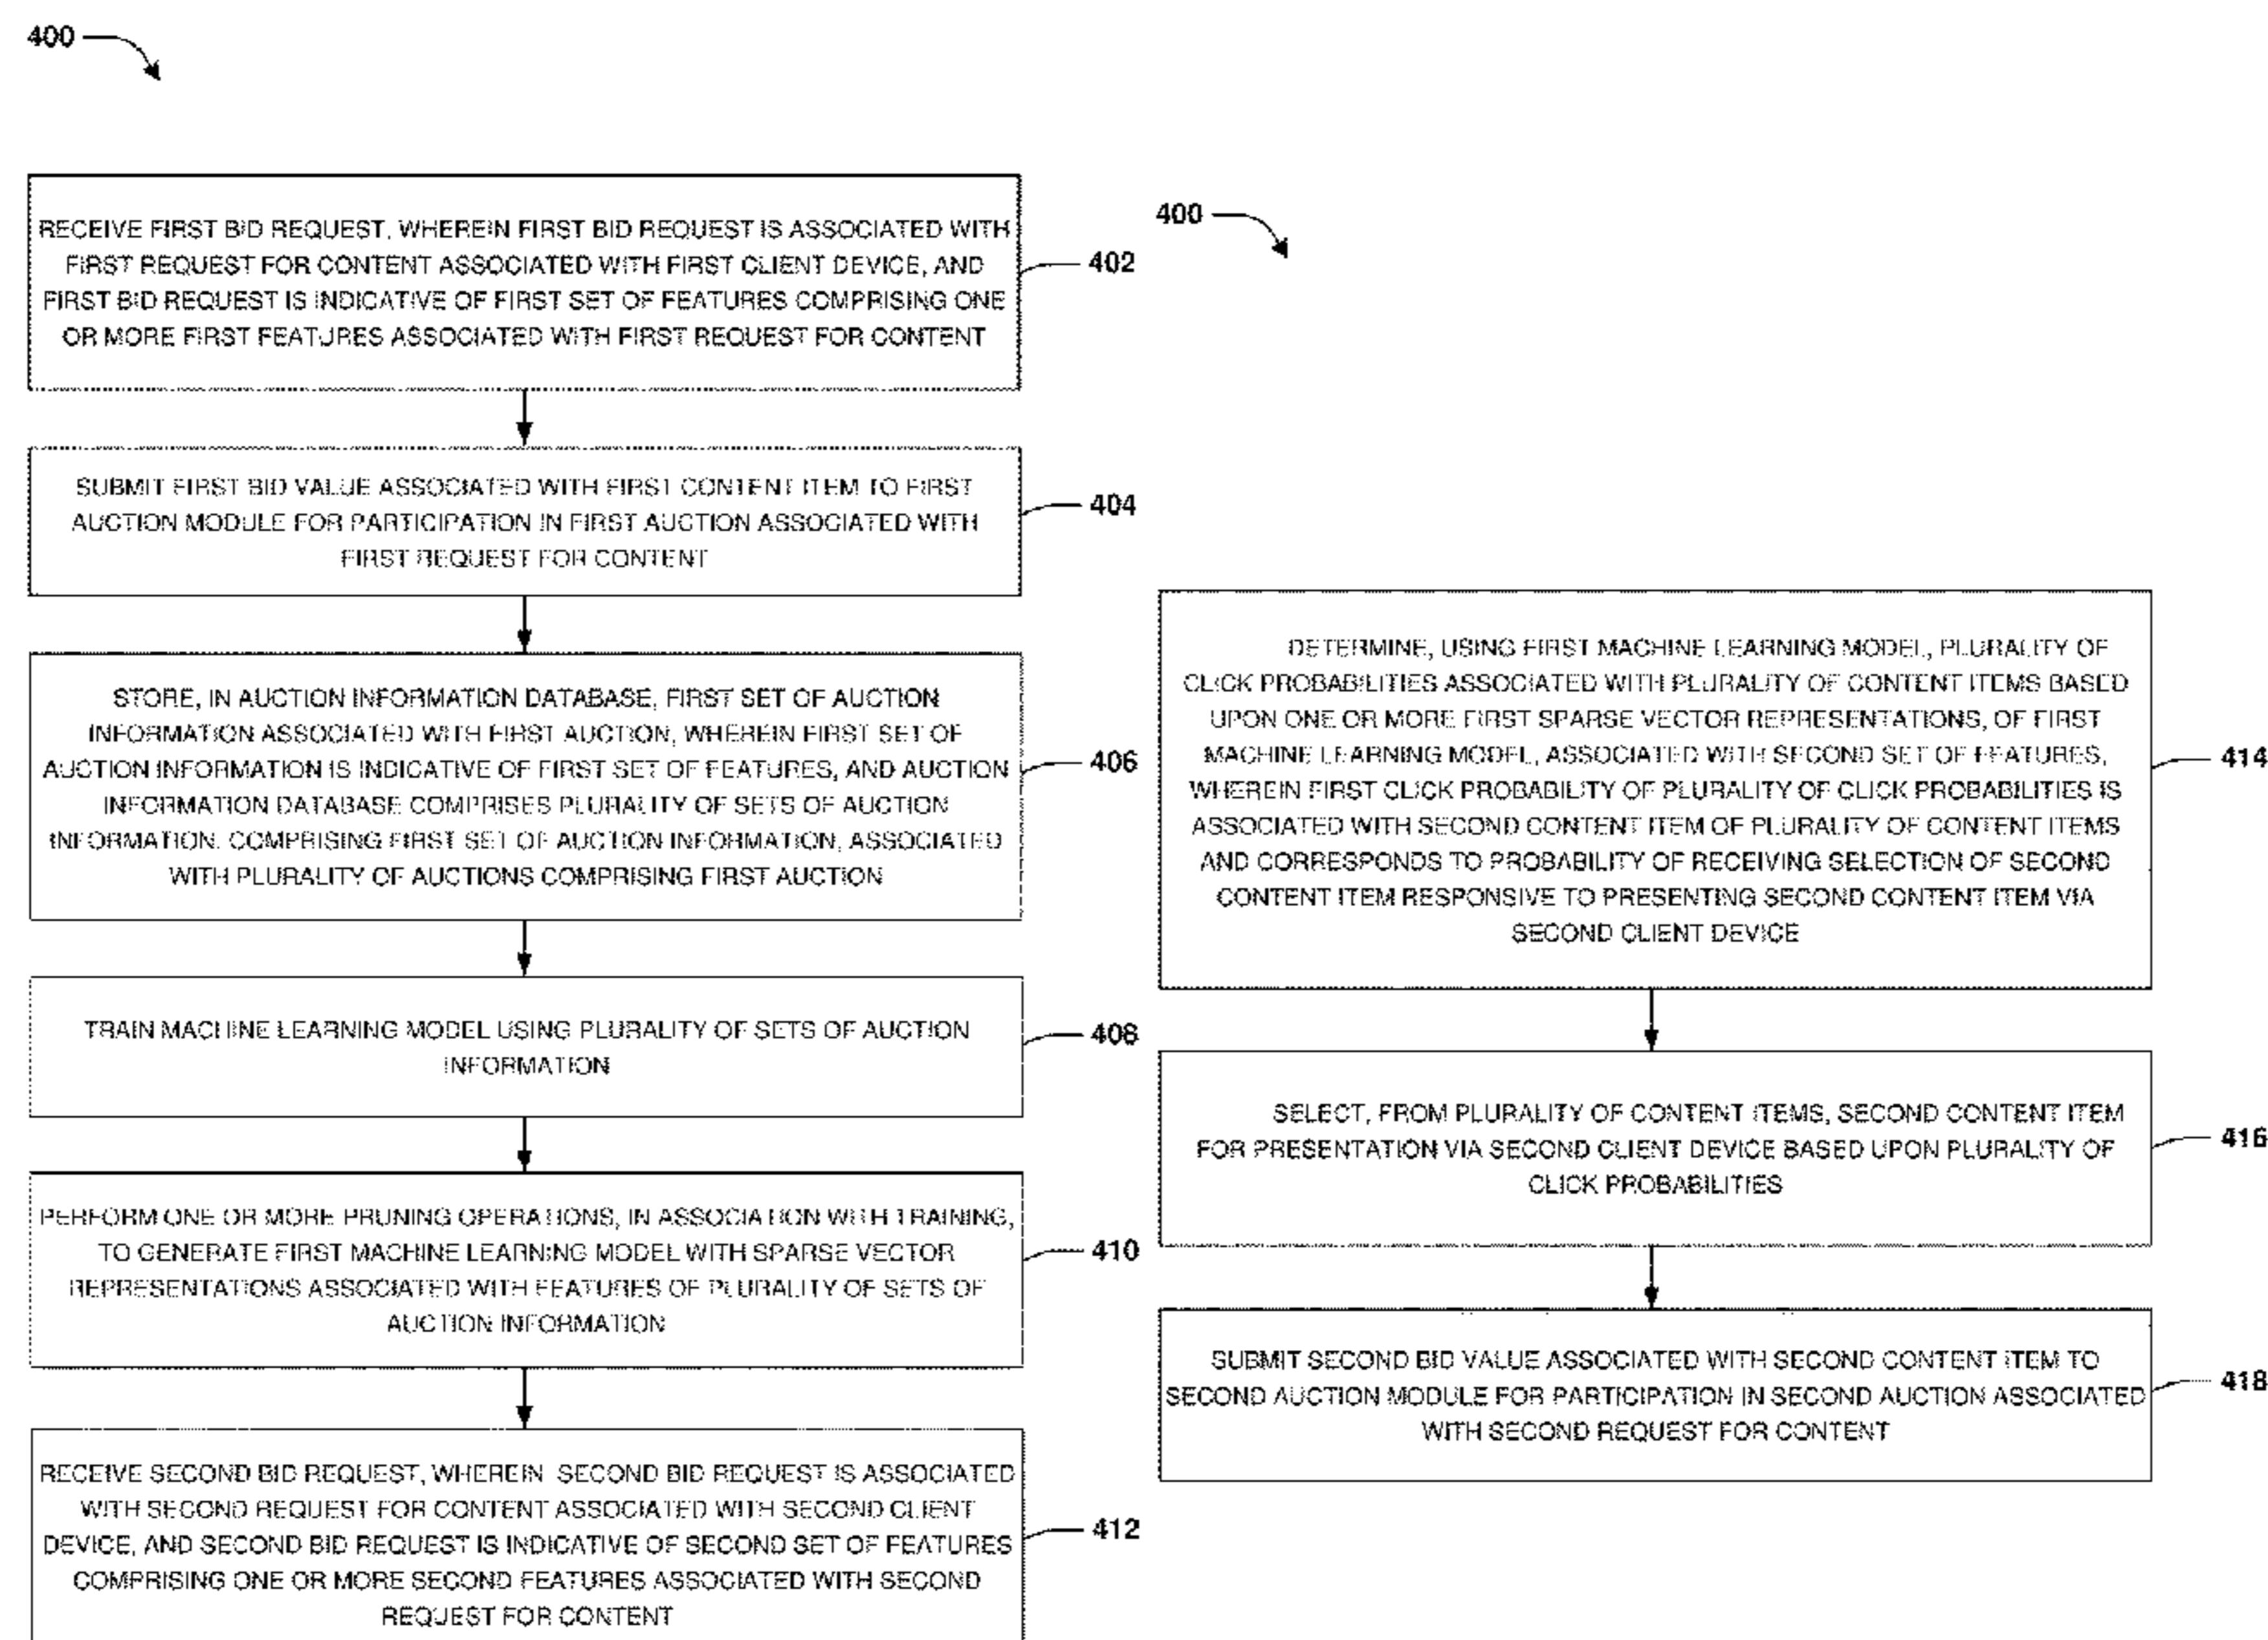 400
RECEIVE FIRST BID REQUEST, WHEREIN FIRST BID REQUEST IS ASSOCIATED WITH
FIRST REQUEST FOR CONTENT ASSOCIATED WITH FIRST CLIENT DEVICE, AND
FIRST BID REQUEST IS INDICATIVE OF FIRST SET OF FEATURES COMPRISING ONE
OR MORE FIRST FEATURES ASSOCIATED WITH FIRST REQUEST FOR CONTENT
402
SUBMIT FIRST BID VALUE ASSOCIATED WITH FIRST CONTENT ITEM TO FIRST
AUCTION MODULE FOR PARTICIPATION IN FIRST AUCTION ASSOCIATED WITH
FIRST REQUEST FOR CONTENT
404
STORE, IN AUCTION INFORMATION DATABASE, FIRST SET OF AUCTION
INFORMATION ASSOCIATED WITH FIRST AUCTION, WHEREIN FIRST SET OF
AUCTION INFORMATION IS INDICATIVE OF FIRST SET OF FEATURES, AND AUCTION
INFORMATION DATABASE COMPRISES PLURALITY OF SETS OF AUCTION
INFORMATION, COMPRISING FIRST SET OF AUCTION INFORMATION, ASSOCIATED
WITH PLURALITY OF AUCTIONS COMPRISING FIRST AUCTION
406
TRAIN MACHINE LEARNING MODEL USING PLURALITY OF SETS OF AUCTION
INFORMATION
408
PERFORM ONE OR MORE PRUNING OPERATIONS, IN ASSOCIATION WITH TRAINING,
TO GENERATE FIRST MACHINE LEARNING MODEL WITH SPARSE VECTOR
REPRESENTATIONS ASSOCIATED WITH FEATURES OF PLURALITY OF SETS OF
AUCTION INFORMATION
410
RECEIVE SECOND BID REQUEST, WHEREIN SECOND BID REQUEST IS ASSOCIATED
WITH SECOND REQUEST FOR CONTENT ASSOCIATED WITH SECOND CLIENT
DEVICE, AND SECOND BID REQUEST IS INDICATIVE OF SECOND SET OF FEATURES
COMPRISING ONE OR MORE SECOND FEATURES ASSOCIATED WITH SECOND
REQUEST FOR CONTENT
412
400
DETERMINE, USING FIRST MACHINE LEARNING MODEL, PLURALITY OF
CLICK PROBABILITIES ASSOCIATED WITH PLURALITY OF CONTENT ITEMS BASED
UPON ONE OR MORE FIRST SPARSE VECTOR REPRESENTATIONS, OF FIRST
MACHINE LEARNING MODEL, ASSOCIATED WITH SECOND SET OF FEATURES,
WHEREIN FIRST CLICK PROBABILITY OF PLURALITY OF CLICK PROBABILITIES IS
ASSOCIATED WITH SECOND CONTENT ITEM OF PLURALITY OF CONTENT ITEMS
AND CORRESPONDS TO PROBABILITY OF RECEIVING SELECTION OF SECOND
CONTENT ITEM RESPONSIVE TO PRESENTING SECOND CONTENT ITEM VIA
SECOND CLIENT DEVICE
414
SELECT, FROM PLURALITY OF CONTENT ITEMS, SECOND CONTENT ITEM
FOR PRESENTATION VIA SECOND CLIENT DEVICE BASED UPON PLURALITY OF
CLICK PROBABILITIES
416
SUBMIT SECOND BID VALUE ASSOCIATED WITH SECOND CONTENT ITEM TO
SECOND AUCTION MODULE FOR PARTICIPATION IN SECOND AUCTION ASSOCIATED
WITH SECOND REQUEST FOR CONTENT
418